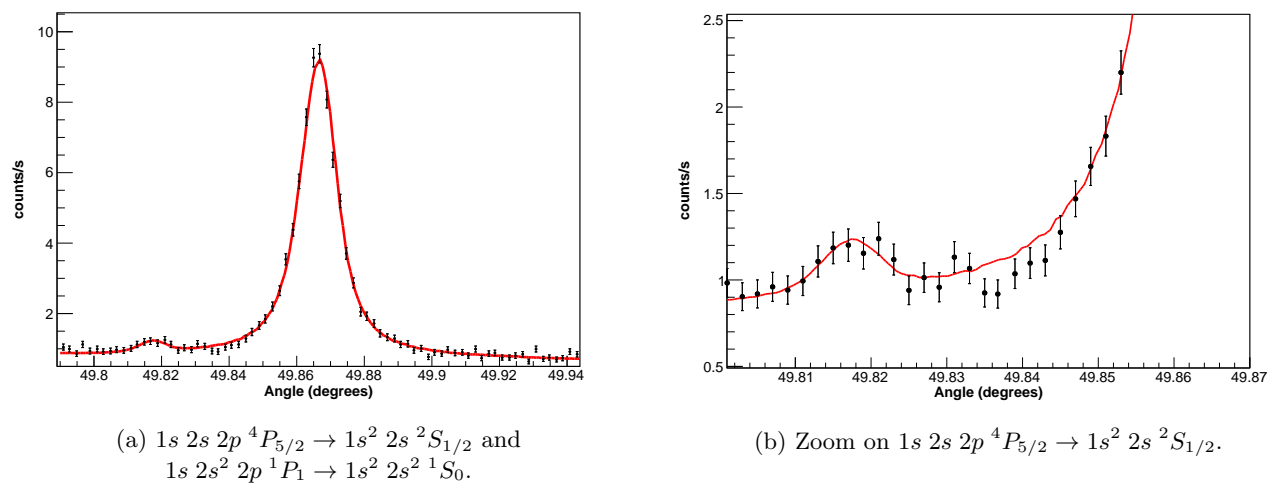 counts/s
10
8
6
4
2
49.8 49.82 49.84 49.86 49.88 49.9 49.92 49.94
Angle (degrees)
(a) 1s 2s 2p ⁴P₅/₂ → 1s² 2s ²S₁/₂ and
1s 2s² 2p ¹P₁ → 1s² 2s² ¹S₀.
counts/s
2.5
2
1.5
1
0.5
49.81 49.82 49.83 49.84 49.85 49.86 49.87
Angle (degrees)
(b) Zoom on 1s 2s 2p ⁴P₅/₂ → 1s² 2s ²S₁/₂.